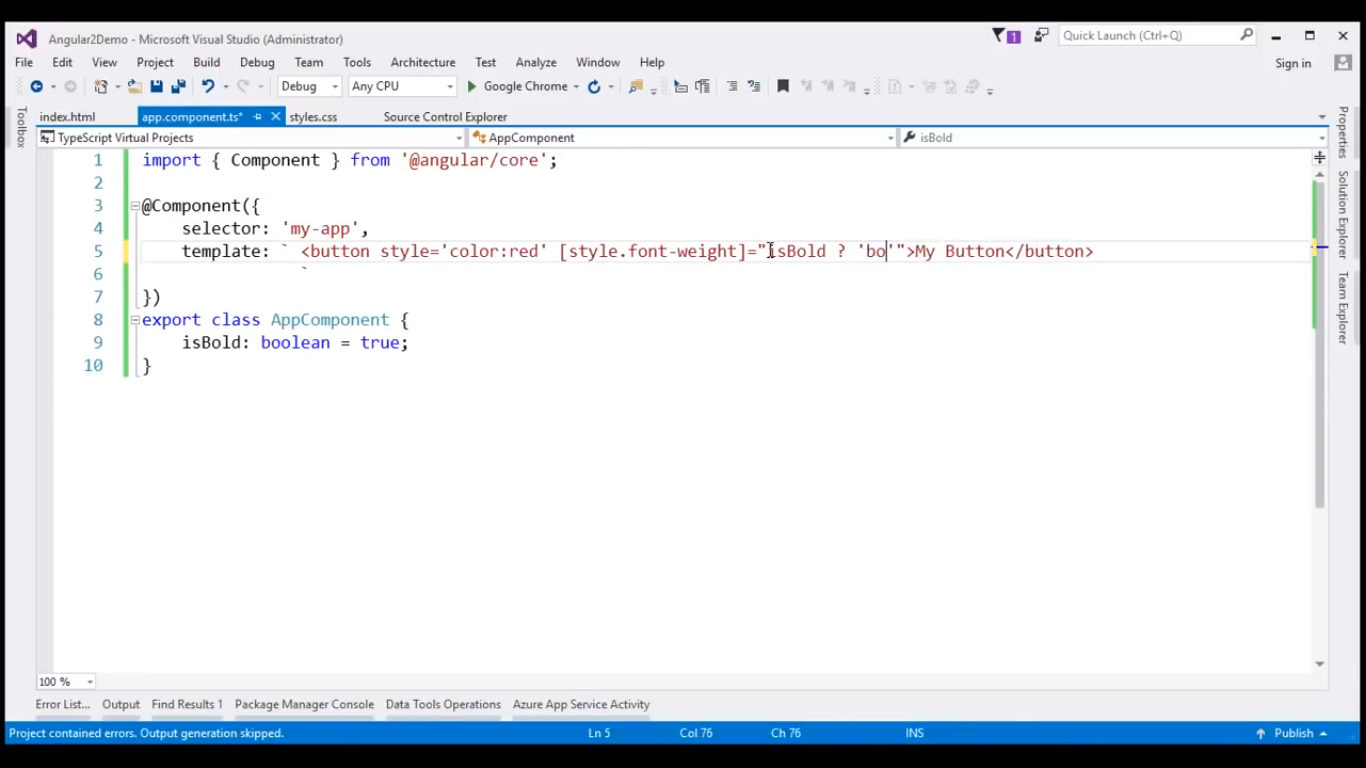 Angular2Demo - Microsoft Visual Studio (Administrator)
1
Quick Launch (Ctrl+Q)
File Edit View Project Build Debug Team Tools Architecture Test Analyze Window Help
Sign in
Debug Any CPU Google Chrome
index.html app.component.ts* styles.css Source Control Explorer
TypeScript Virtual Projects AppComponent isBold
Toolbox
Properties
Solution Explorer
Team Explorer
1 import { Component } from '@angular/core';
2
3 @Component({
4 selector: 'my-app',
5 template: ` <button style='color:red' [style.font-weight]="isBold ? 'bo'">My Button</button>
6 `
7 })
8 export class AppComponent {
9 isBold: boolean = true;
10 }
100 %
Error List... Output Find Results 1 Package Manager Console Data Tools Operations Azure App Service Activity
Project contained errors. Output generation skipped. Ln 5 Col 76 Ch 76 INS Publish